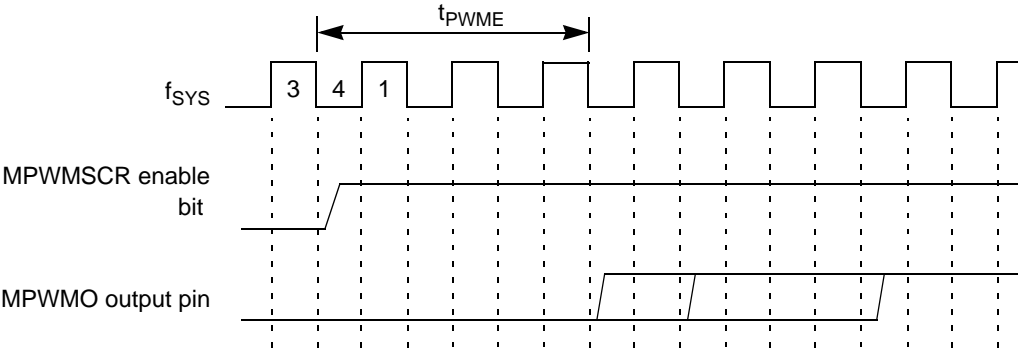 tPWME
fSYS
3 4 1
MPWMSCR enable
bit
MPWMO output pin